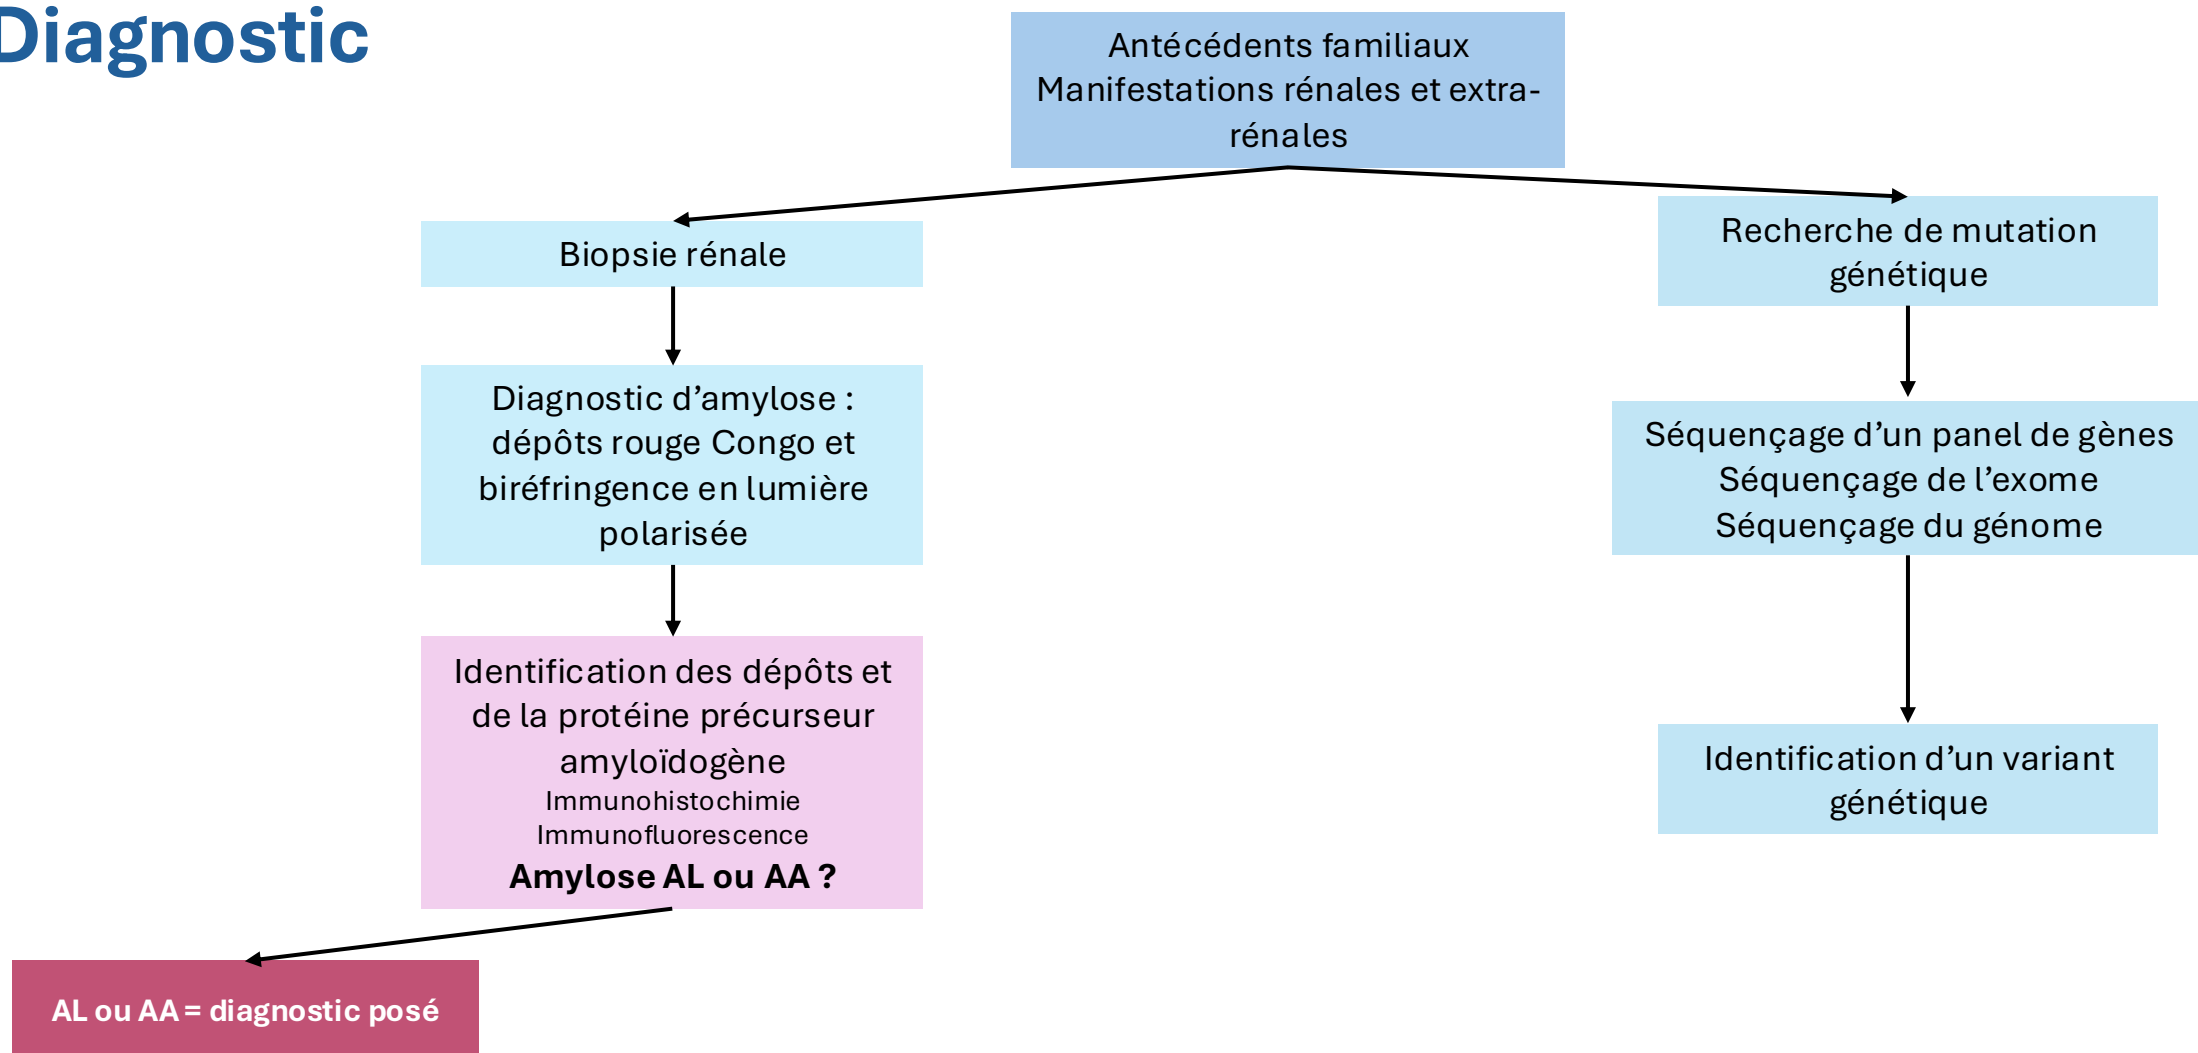 Diagnostic
Antécédents familiaux
Manifestations rénales et extra-
rénales
Biopsie rénale
Diagnostic d’amylose :
dépôts rouge Congo et
biréfringence en lumière
polarisée
Identification des dépôts et
de la protéine précurseur
amyloïdogène
Immunohistochimie
Immunofluorescence
Amylose AL ou AA ?
AL ou AA = diagnostic posé
Recherche de mutation
génétique
Séquençage d’un panel de gènes
Séquençage de l’exome
Séquençage du génome
Identification d’un variant
génétique